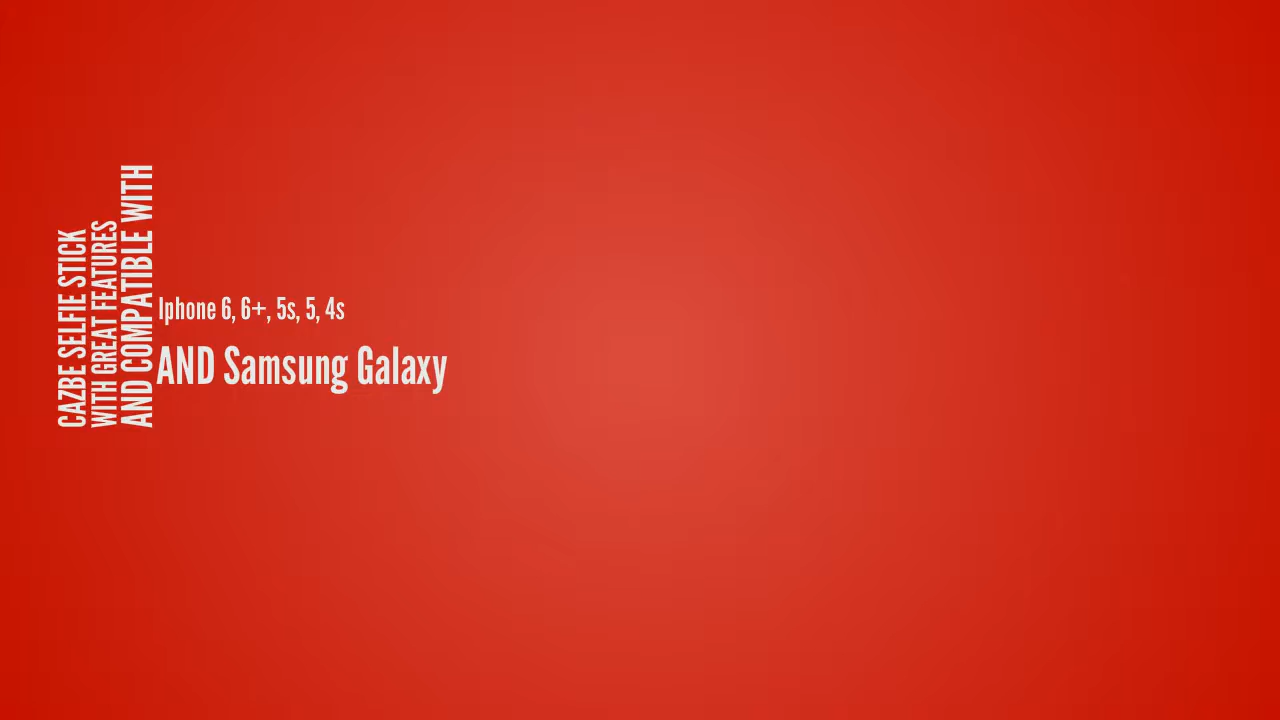 CAZBE SELFIE STICK
WITH GREAT FEATURES
AND COMPATIBLE WITH
Iphone 6, 6+, 5s, 5, 4s
AND Samsung Galaxy